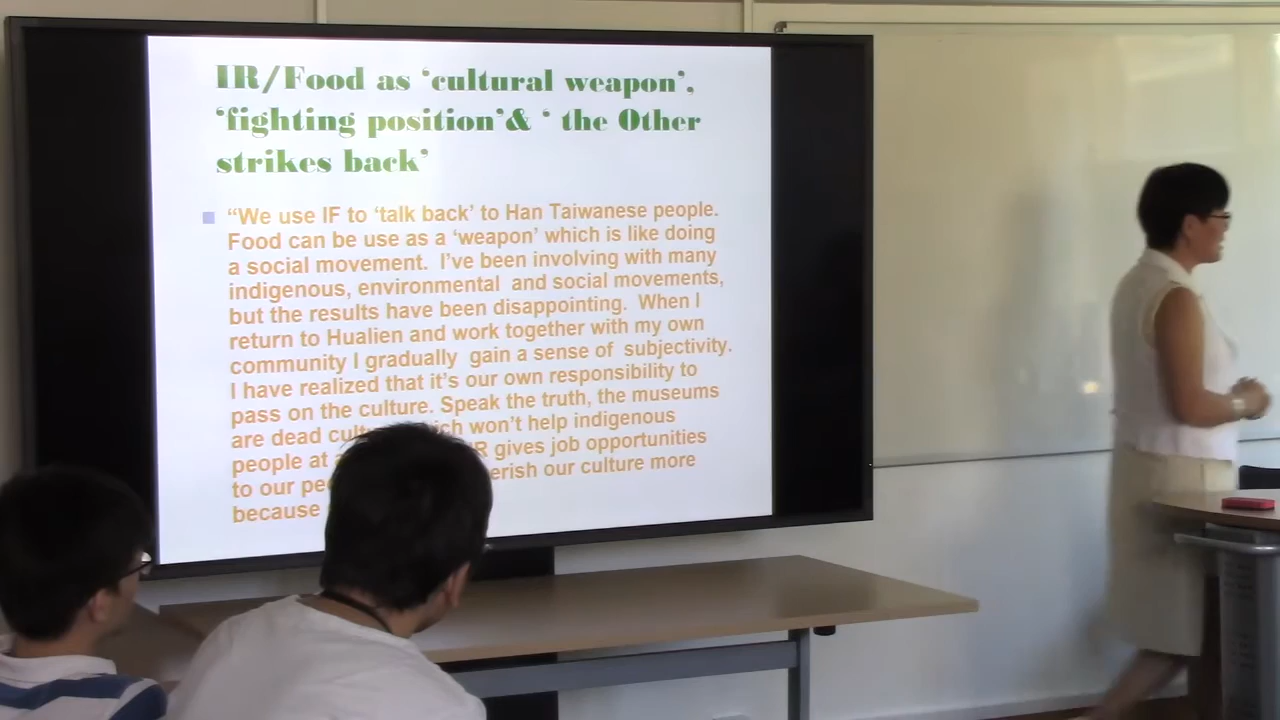 IR/Food as ‘cultural weapon’,
‘fighting position’& ‘ the Other
strikes back’
“We use IF to ‘talk back’ to Han Taiwanese people.
Food can be use as a ‘weapon’ which is like doing
a social movement. I’ve been involving with many
indigenous, environmental and social movements,
but the results have been disappointing. When I
return to Hualien and work together with my own
community I gradually gain a sense of subjectivity.
I have realized that it’s our own responsibility to
pass on the culture. Speak the truth, the museums
are dead won’t help indigenous
people at gives job opportunities
to our our culture more
because